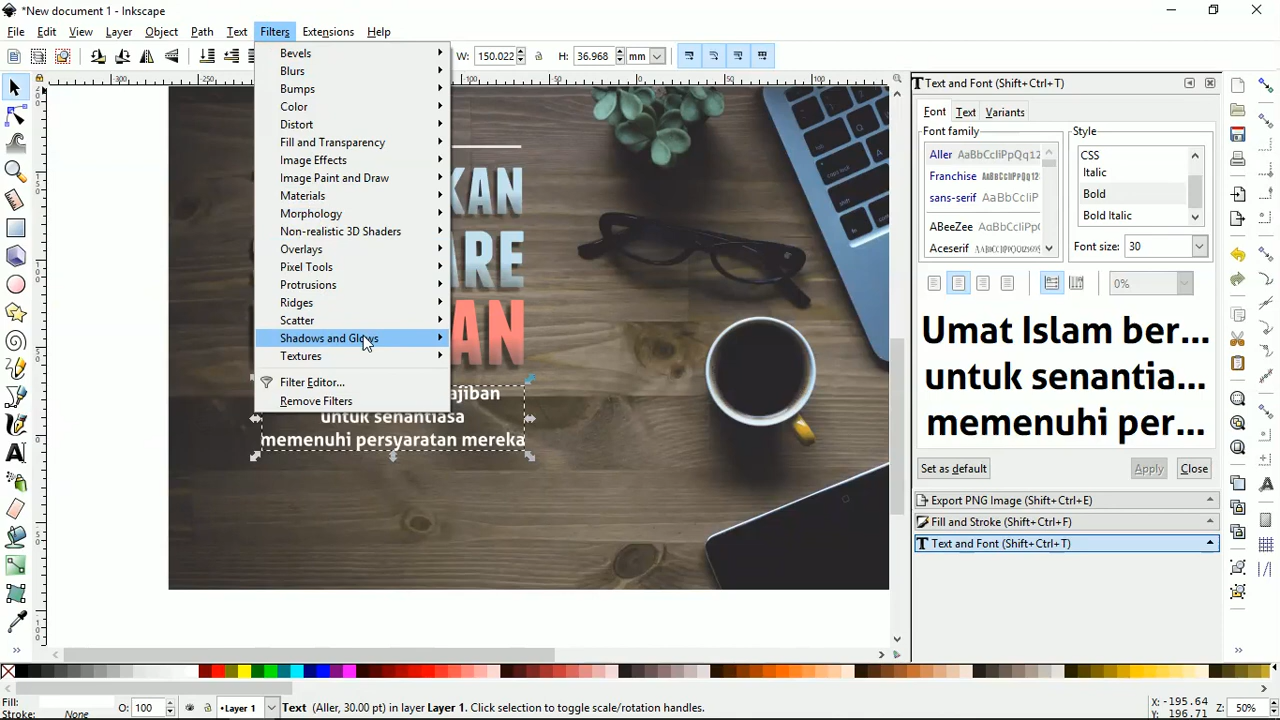 *New document 1 - Inkscape
File Edit View Layer Object Path Text Filters Extensions Help
W: 150.022 H: 36.968 mm
Bevels
Blurs
Bumps
Color
Distort
Fill and Transparency
Image Effects
Image Paint and Draw
Materials
Morphology
Non-realistic 3D Shaders
Overlays
Pixel Tools
Protrusions
Ridges
Scatter
Shadows and Glows
Textures
Filter Editor...
Remove Filters
KAN
ARE
AN
ajiban
untuk senantiasa
memenuhi persyaratan mereka
Text and Font (Shift+Ctrl+T)
Font Text Variants
Font family
Style
Aller AaBbCcIiPpQq12
Franchise AaBbCcIiPpQq10
sans-serif AaBbCcIi
ABeeZee AaBbCcIi
Aceserif AaBbCcIiPpQq12
CSS
Italic
Bold
Bold Italic
Font size: 30
0%
Umat Islam ber...
untuk senantia...
memenuhi per...
Set as default Apply Close
Export PNG Image (Shift+Ctrl+E)
Fill and Stroke (Shift+Ctrl+F)
Text and Font (Shift+Ctrl+T)
Fill:
Stroke: None
O: 100
•Layer 1
Text (Aller, 30.00 pt) in layer Layer 1. Click selection to toggle scale/rotation handles.
X: -195.64
Y: 196.71
Z: 50%